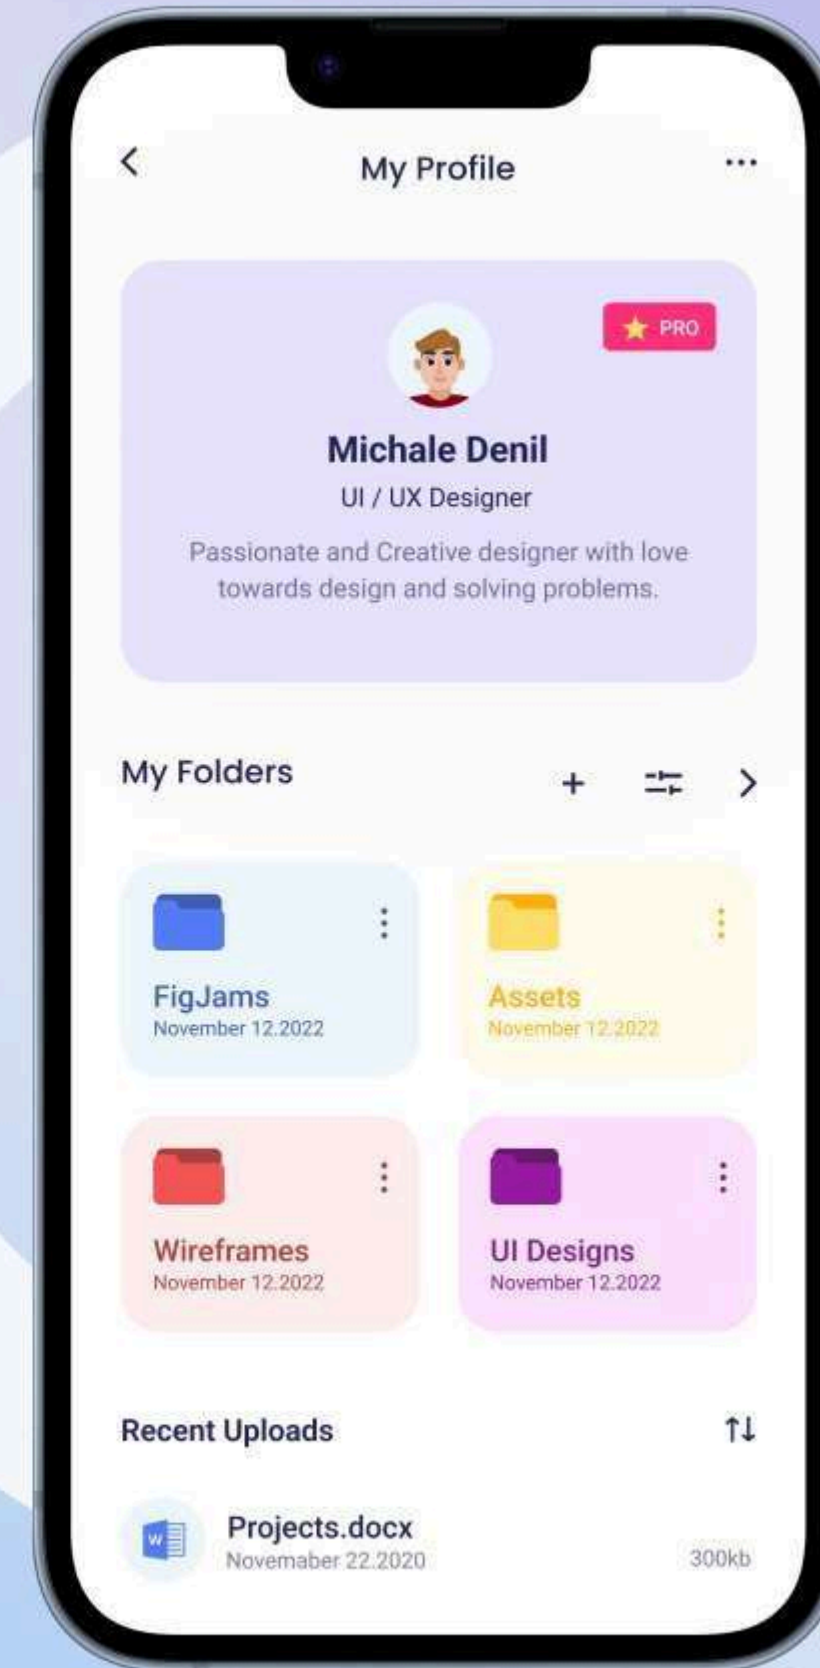 My Profile
PRO
Michale Denil
UI / UX Designer
Passionate and Creative designer with love
towards design and solving problems.
My Folders
FigJams
November 12.2022
Assets
November 12.2022
Wireframes
November 12.2022
UI Designs
November 12.2022
Recent Uploads
W
Projects.docx
Novemaber 22.2020
300kb